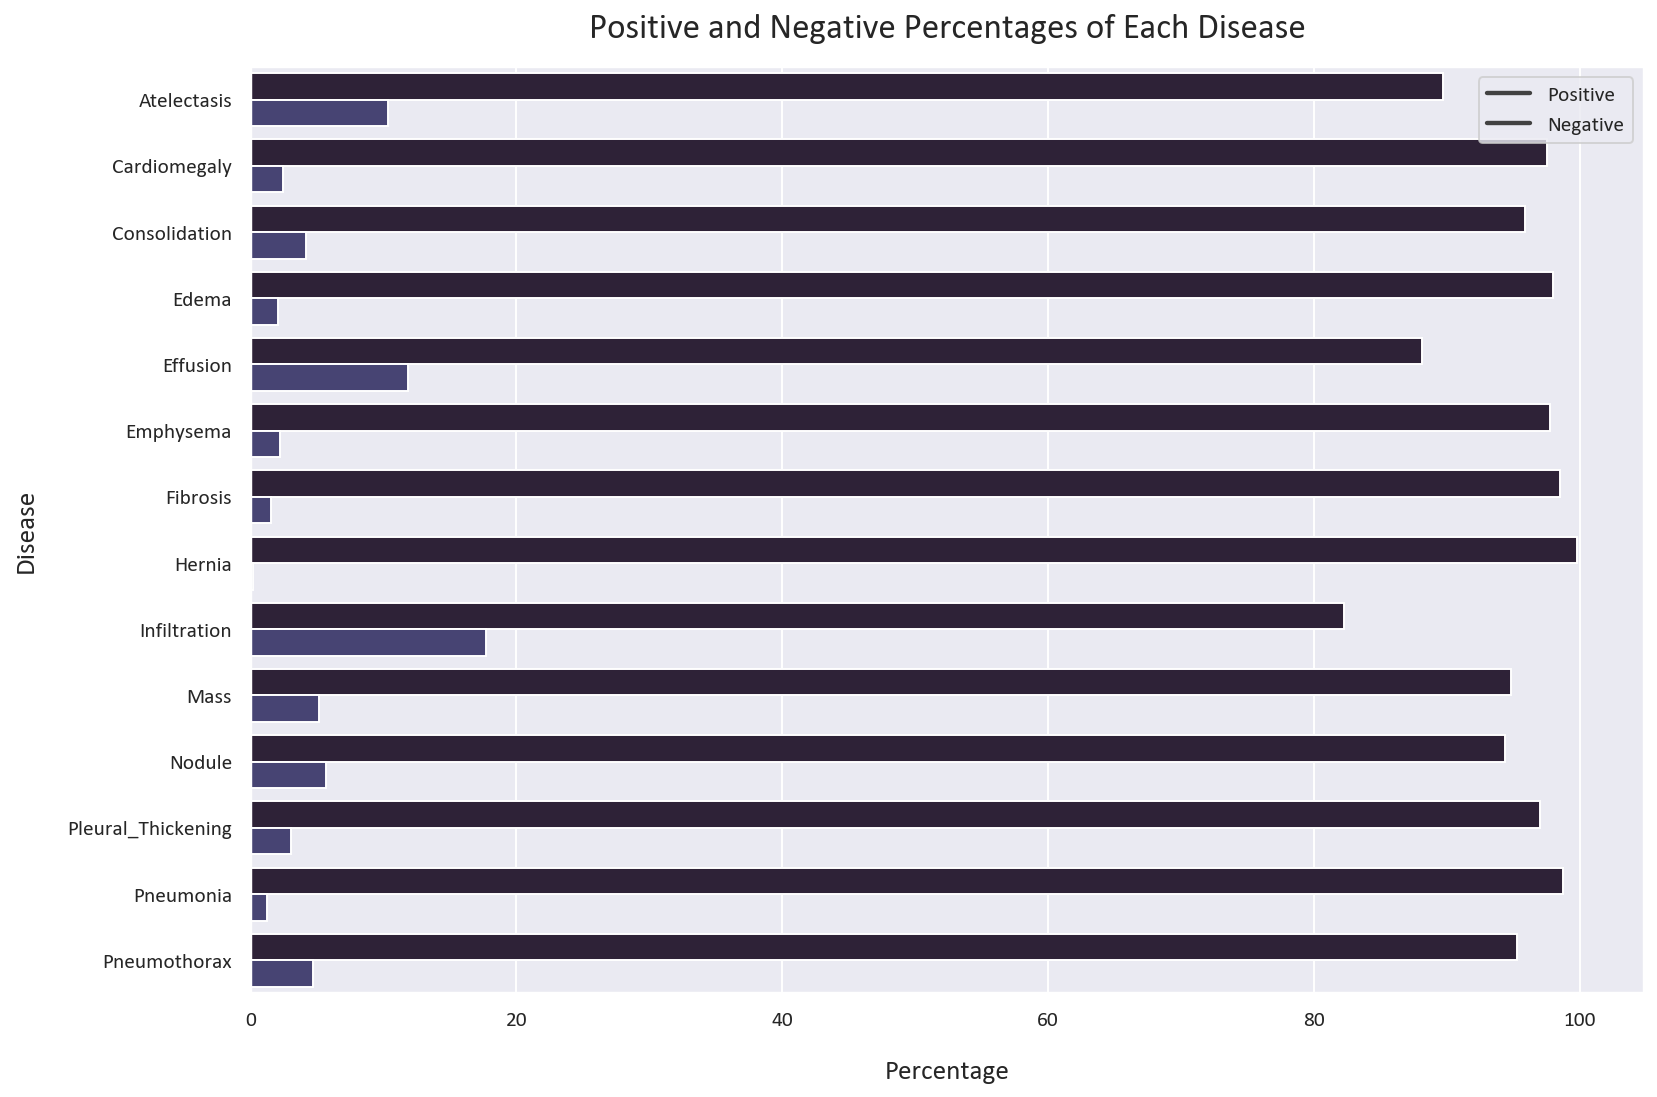 Positive and Negative Percentages of Each Disease
Positive
Negative
Disease
Atelectasis
Cardiomegaly
Consolidation
Edema
Effusion
Emphysema
Fibrosis
Hernia
Infiltration
Mass
Nodule
Pleural_Thickening
Pneumonia
Pneumothorax
0 20 40 60 80 100
Percentage